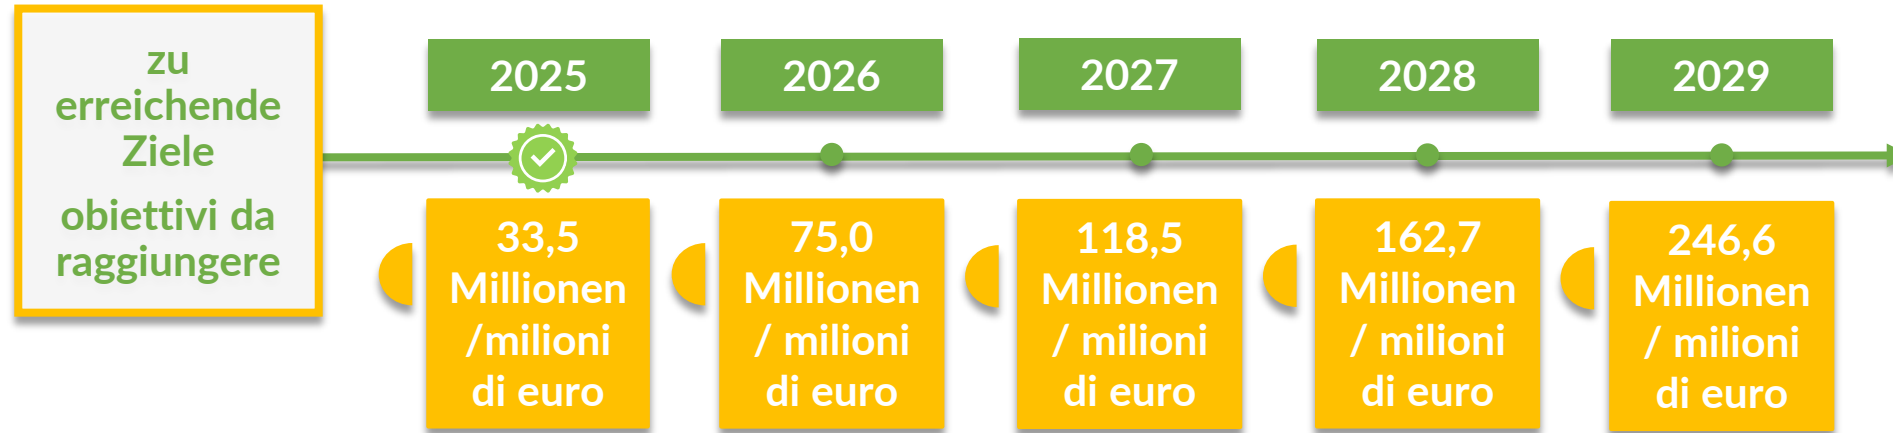 zu
erreichende
Ziele
obiettivi da
raggiungere
2025
2026
2027
2028
2029
33,5
Millionen
/milioni
di euro
75,0
Millionen
/ milioni
di euro
118,5
Millionen
/ milioni
di euro
162,7
Millionen
/ milioni
di euro
246,6
Millionen
/ milioni
di euro